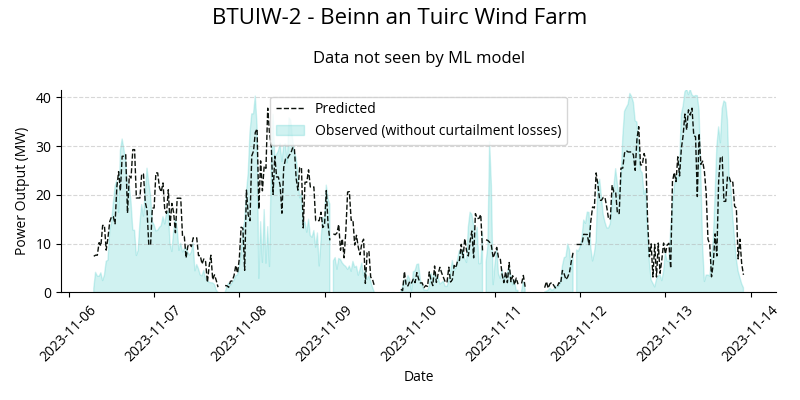 BTUIW-2 - Beinn an Tuirc Wind Farm
Data not seen by ML model
Predicted
Observed (without curtailment losses)
Power Output (MW)
40
30
20
10
0
2023-11-06
2023-11-07
2023-11-08
2023-11-09
2023-11-10
2023-11-11
2023-11-12
2023-11-13
2023-11-14
Date